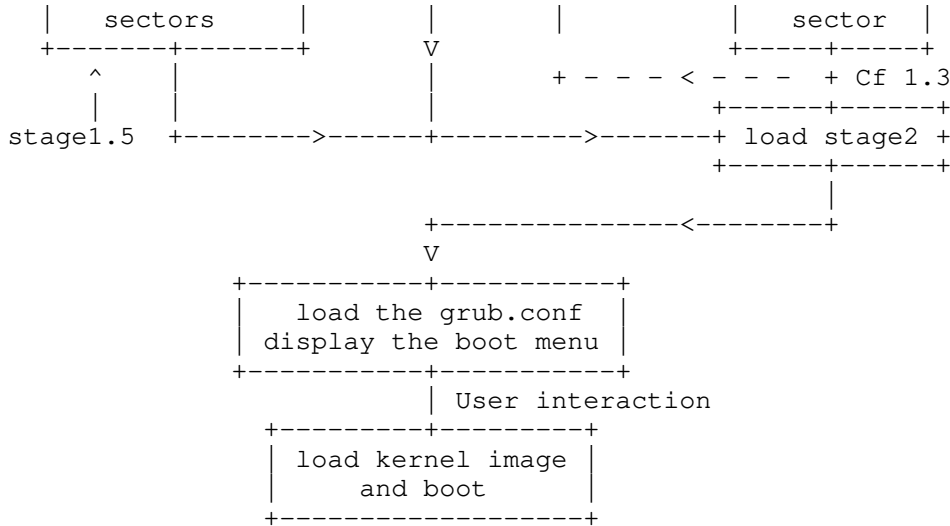 |    sectors       |         |         |             |    sector  |
+-------+-------+         V                       +-----+-----+
^     |                   |         + - - - < - - -  + Cf 1.3
|     |                   |                      +------+------+
stage1.5  +-------->------+--------->-------+ load stage2 +
+------+------+
|
+---------------<--------+
V
+-----------+-----------+
|   load the grub.conf  |
| display the boot menu |
+-----------+-----------+
| User interaction
+---------+---------+
| load kernel image |
|     and boot      |
+-------------------+